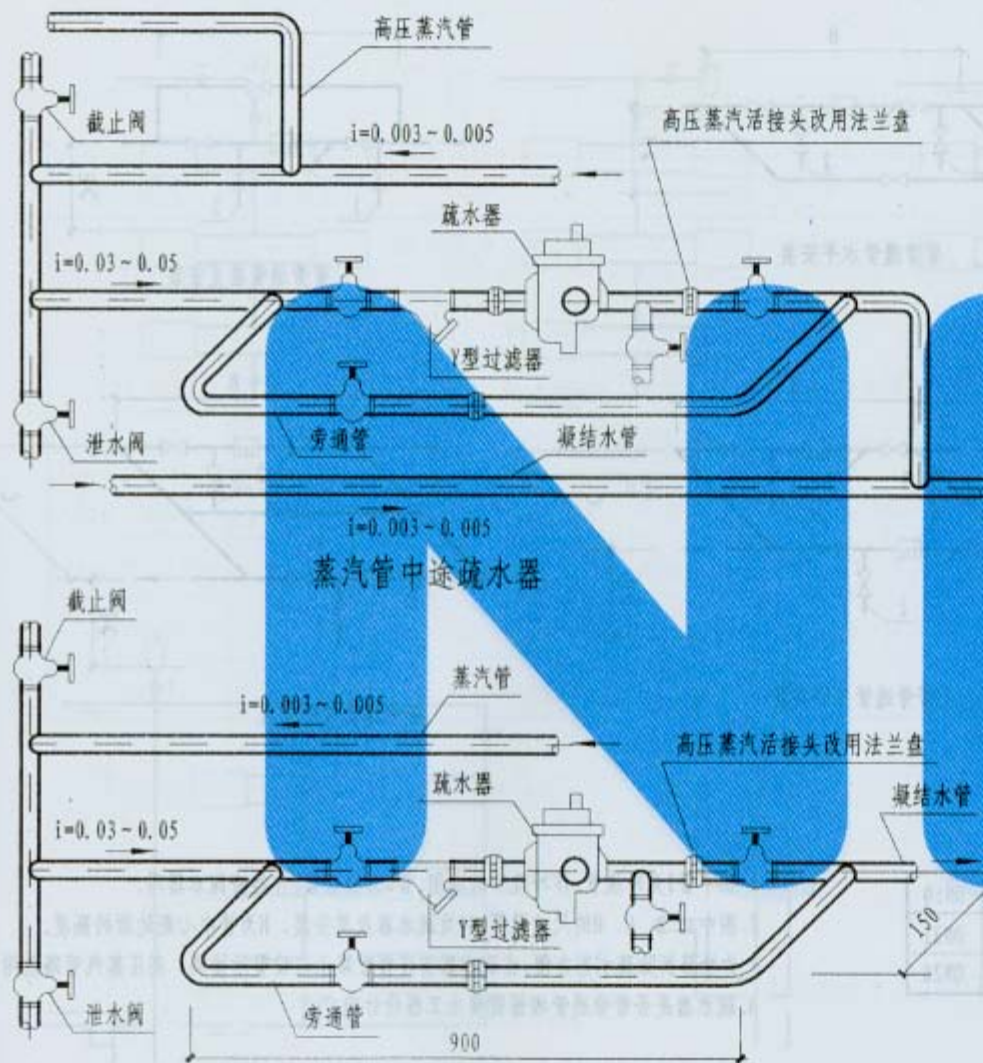 高压蒸汽管
截止阀
i=0.003~0.005
高压蒸汽活接头改用法兰盘
疏水器
i=0.03~0.05
Y型过滤器
泄水阀
旁通管
凝结水管
i=0.003~0.005
蒸汽管中途疏水器
截止阀
蒸汽管
i=0.003~0.005
高压蒸汽活接头改用法兰盘
疏水器
凝结水管
i=0.03~0.05
Y型过滤器
150
泄水阀
旁通管
900